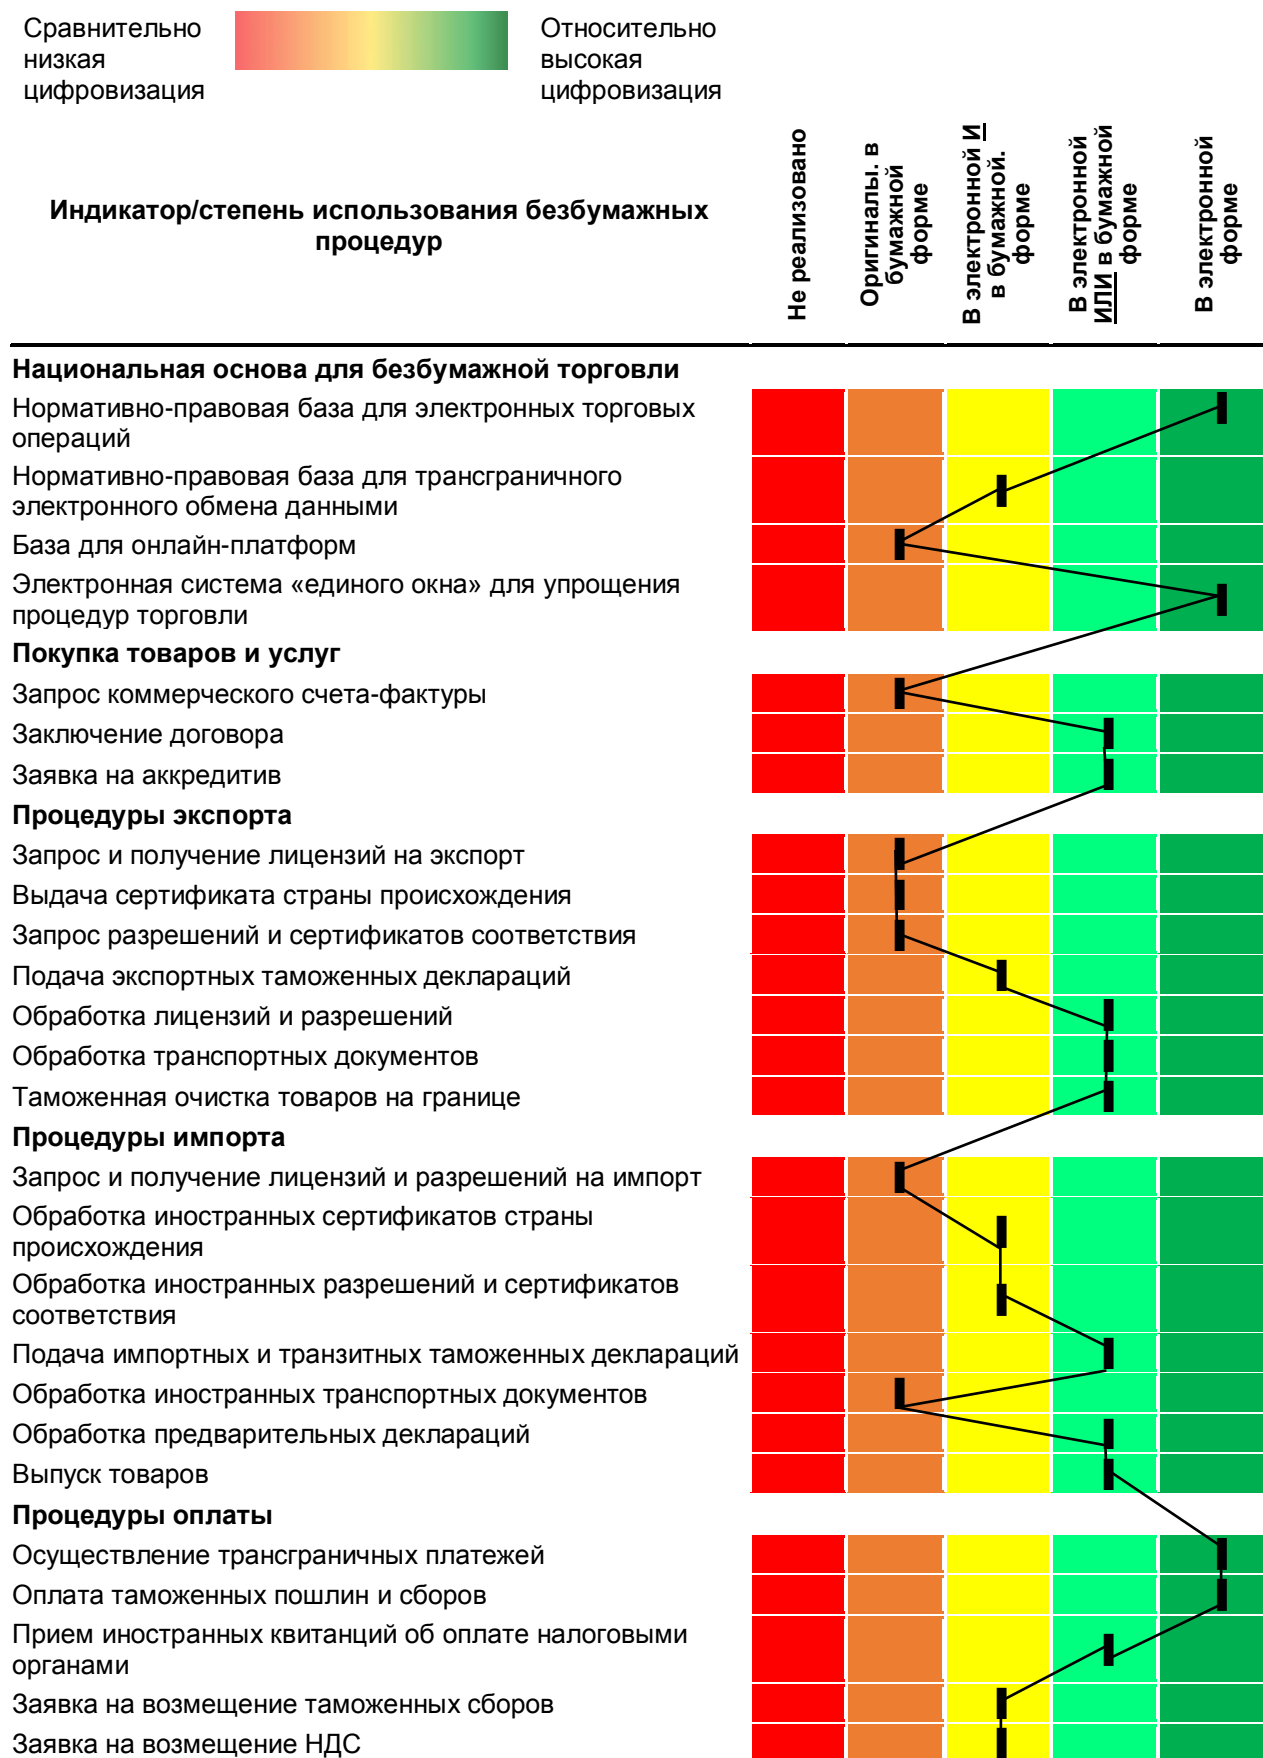 Сравнительно
низкая
цифровизация
Относительно
высокая
цифровизация
Индикатор/степень использования безбумажных
процедур
Не реализовано
Оригиналы. в
бумажной
форме
В электронной И
в бумажной.
форме
В электронной
ИЛИ в бумажной
форме
В электронной
форме
Национальная основа для безбумажной торговли
Нормативно-правовая база для электронных торговых
операций
Нормативно-правовая база для трансграничного
электронного обмена данными
База для онлайн-платформ
Электронная система «единого окна» для упрощения
процедур торговли
Покупка товаров и услуг
Запрос коммерческого счета-фактуры
Заключение договора
Заявка на аккредитив
Процедуры экспорта
Запрос и получение лицензий на экспорт
Выдача сертификата страны происхождения
Запрос разрешений и сертификатов соответствия
Подача экспортных таможенных деклараций
Обработка лицензий и разрешений
Обработка транспортных документов
Таможенная очистка товаров на границе
Процедуры импорта
Запрос и получение лицензий и разрешений на импорт
Обработка иностранных сертификатов страны
происхождения
Обработка иностранных разрешений и сертификатов
соответствия
Подача импортных и транзитных таможенных деклараций
Обработка иностранных транспортных документов
Обработка предварительных деклараций
Выпуск товаров
Процедуры оплаты
Осуществление трансграничных платежей
Оплата таможенных пошлин и сборов
Прием иностранных квитанций об оплате налоговыми
органами
Заявка на возмещение таможенных сборов
Заявка на возмещение НДС